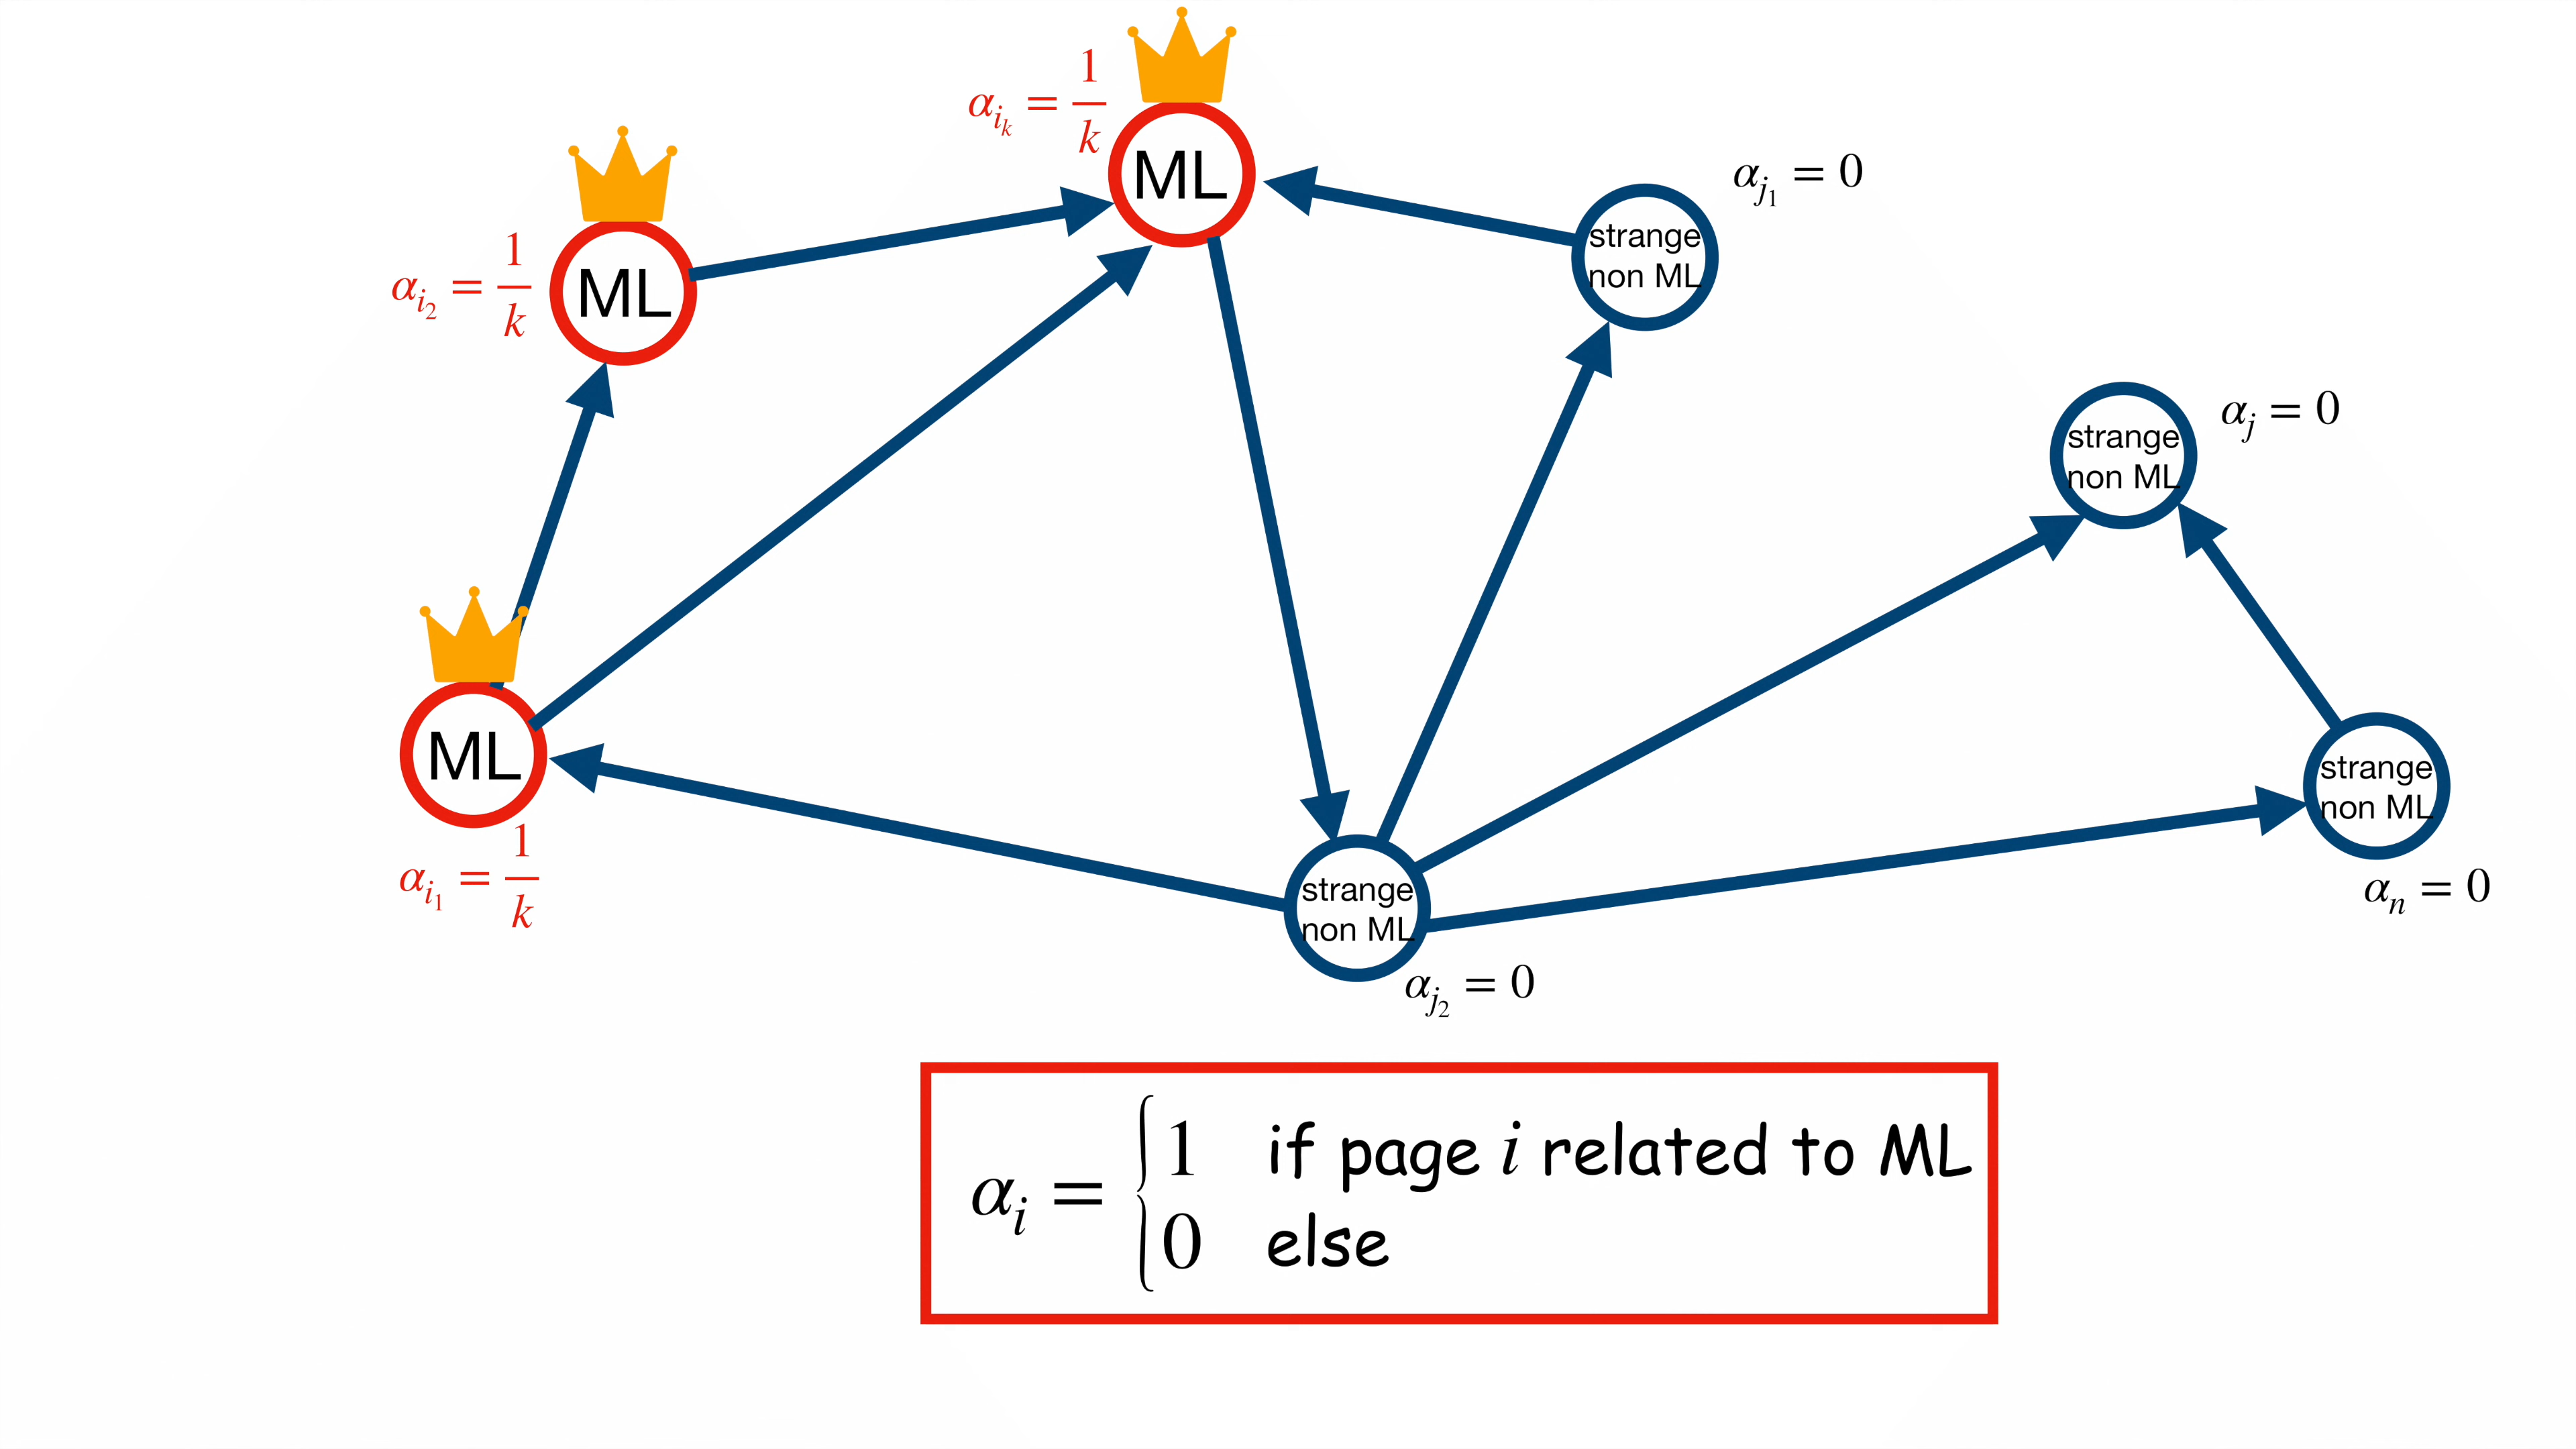 α_{i_k} = 1/k
ML
α_{j_1} = 0
strange
non ML
α_{i_2} = 1/k
ML
α_j = 0
strange
non ML
ML
α_{i_1} = 1/k
strange
non ML
α_n = 0
strange
non ML
α_{j_2} = 0
α_i = { 1 if page i related to ML
0 else